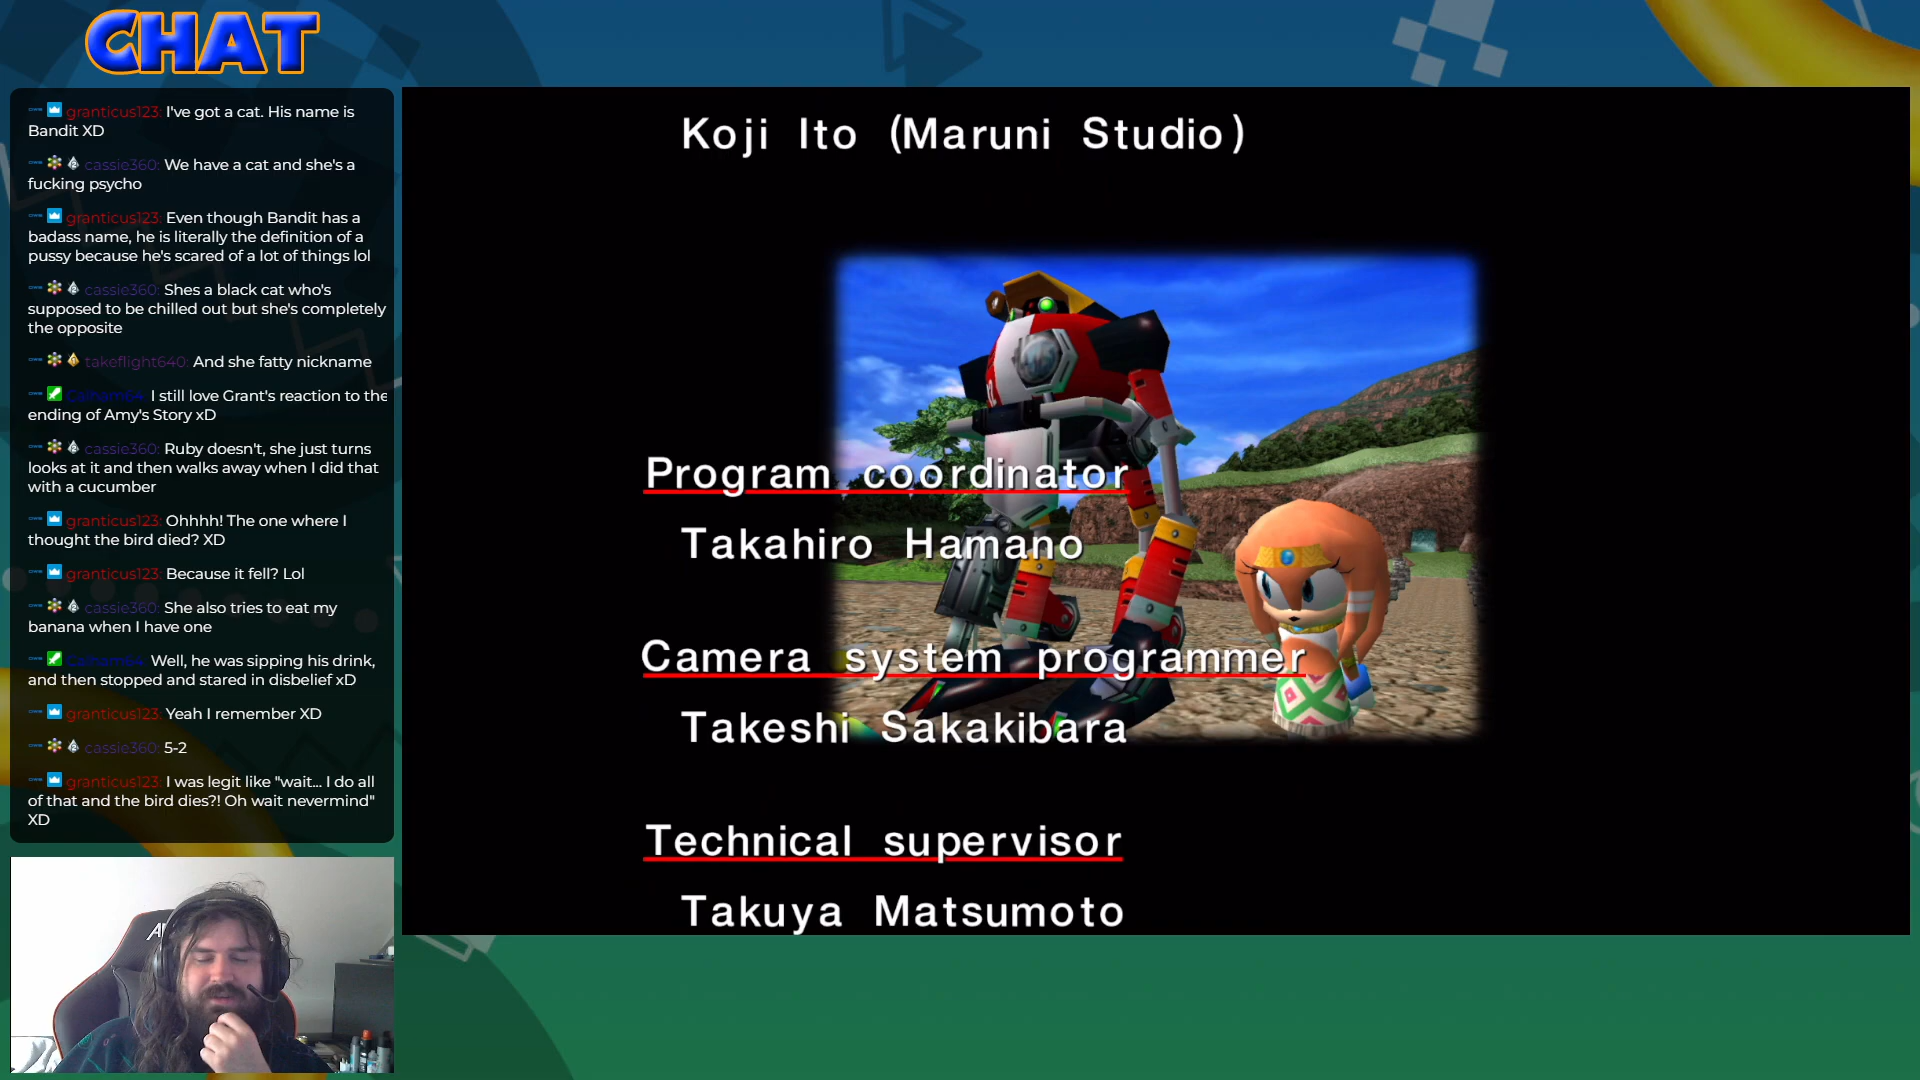 CHAT
granticus123: I've got a cat. His name is
Bandit XD
cassie360: We have a cat and she's a
fucking psycho
granticus123: Even though Bandit has a
badass name, he is literally the definition of a
pussy because he's scared of a lot of things lol
cassie360: Shes a black cat who's
supposed to be chilled out but she's completely
the opposite
takeflight640: And she fatty nickname
I still love Grant's reaction to the
ending of Amy's Story xD
cassie360: Ruby doesn't, she just turns
looks at it and then walks away when I did that
with a cucumber
granticus123: Ohhhh! The one where I
thought the bird died? XD
granticus123: Because it fell? Lol
cassie360: She also tries to eat my
banana when I have one
Well, he was sipping his drink,
and then stopped and stared in disbelief xD
granticus123: Yeah I remember XD
cassie360: 5-2
granticus123: I was legit like "wait... I do all
of that and the bird dies?! Oh wait nevermind"
XD
Koji Ito (Maruni Studio)
Program coordinator
Takahiro Hamano
Camera system programmer
Takeshi Sakakibara
Technical supervisor
Takuya Matsumoto